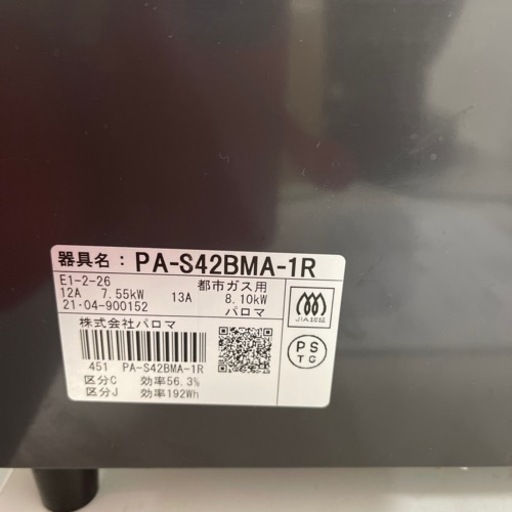 器具名: PA-S42BMA-1R
E1-2-26 都市ガス用
12A 7.55kW 13A 8.10kW
21・04-900152 パロマ
株式会社パロマ
451 PA-S42BMA-1R
区分C 効率56.3%
区分J 効率192Wh
JIA認証
PS
TC